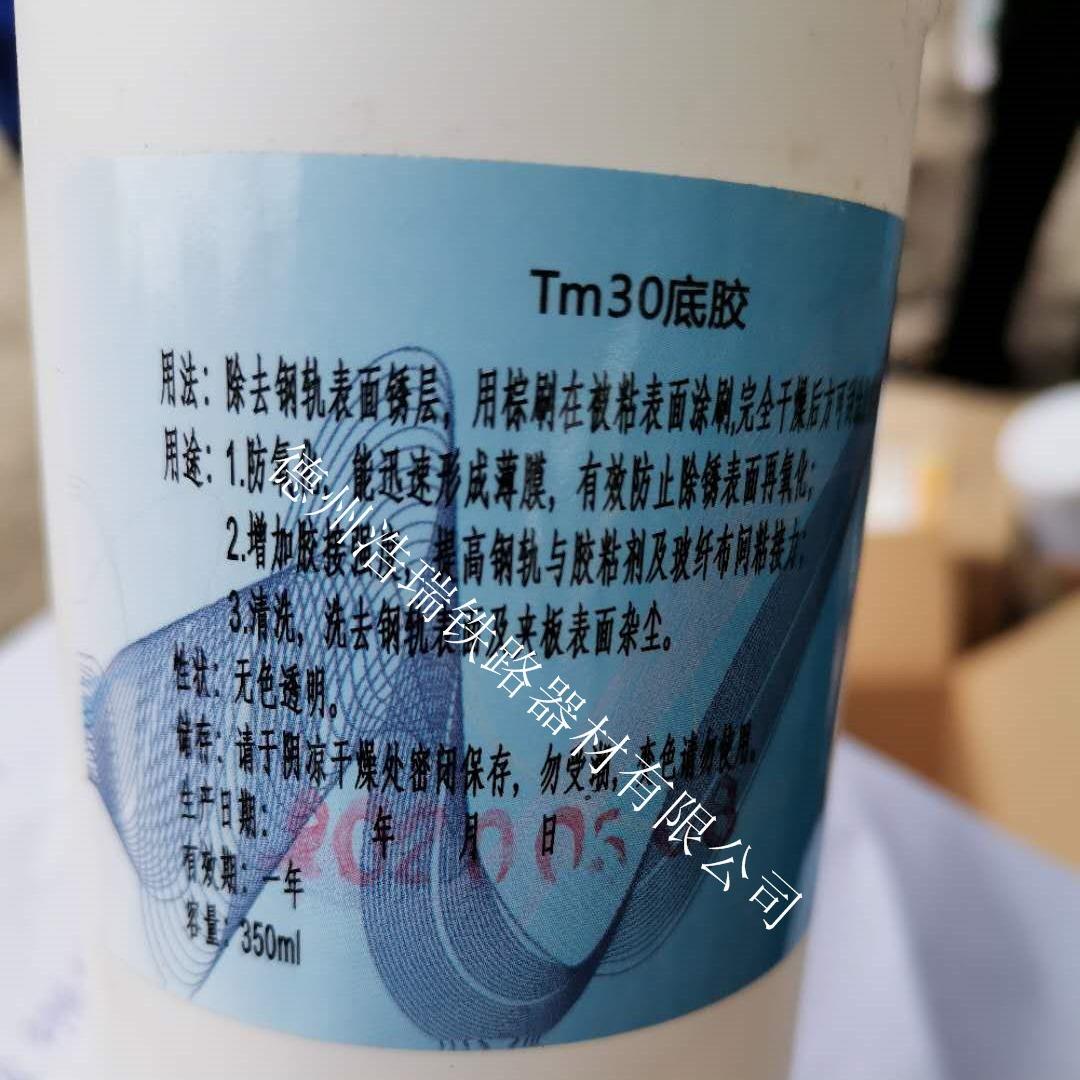 Tm30底胶
用法：除去钢轨表面锈层，用棕刷在被粘表面涂刷,完全干燥后方可
用途：1.防氧 能迅速形成薄膜，有效防止除锈表面再氧化；
2.增加胶接强 高钢轨与胶粘剂及玻纤布间粘接力；
3.清洗，洗去钢轨表面及夹板表面杂尘。
性状：无色透明。
储存：请于阴凉干燥处密闭保存，勿受潮，变色请勿使用。
生产日期： 年 月 日
2020 05
有效期：一年
容量：350ml
德州浩瑞铁路器材有限公司